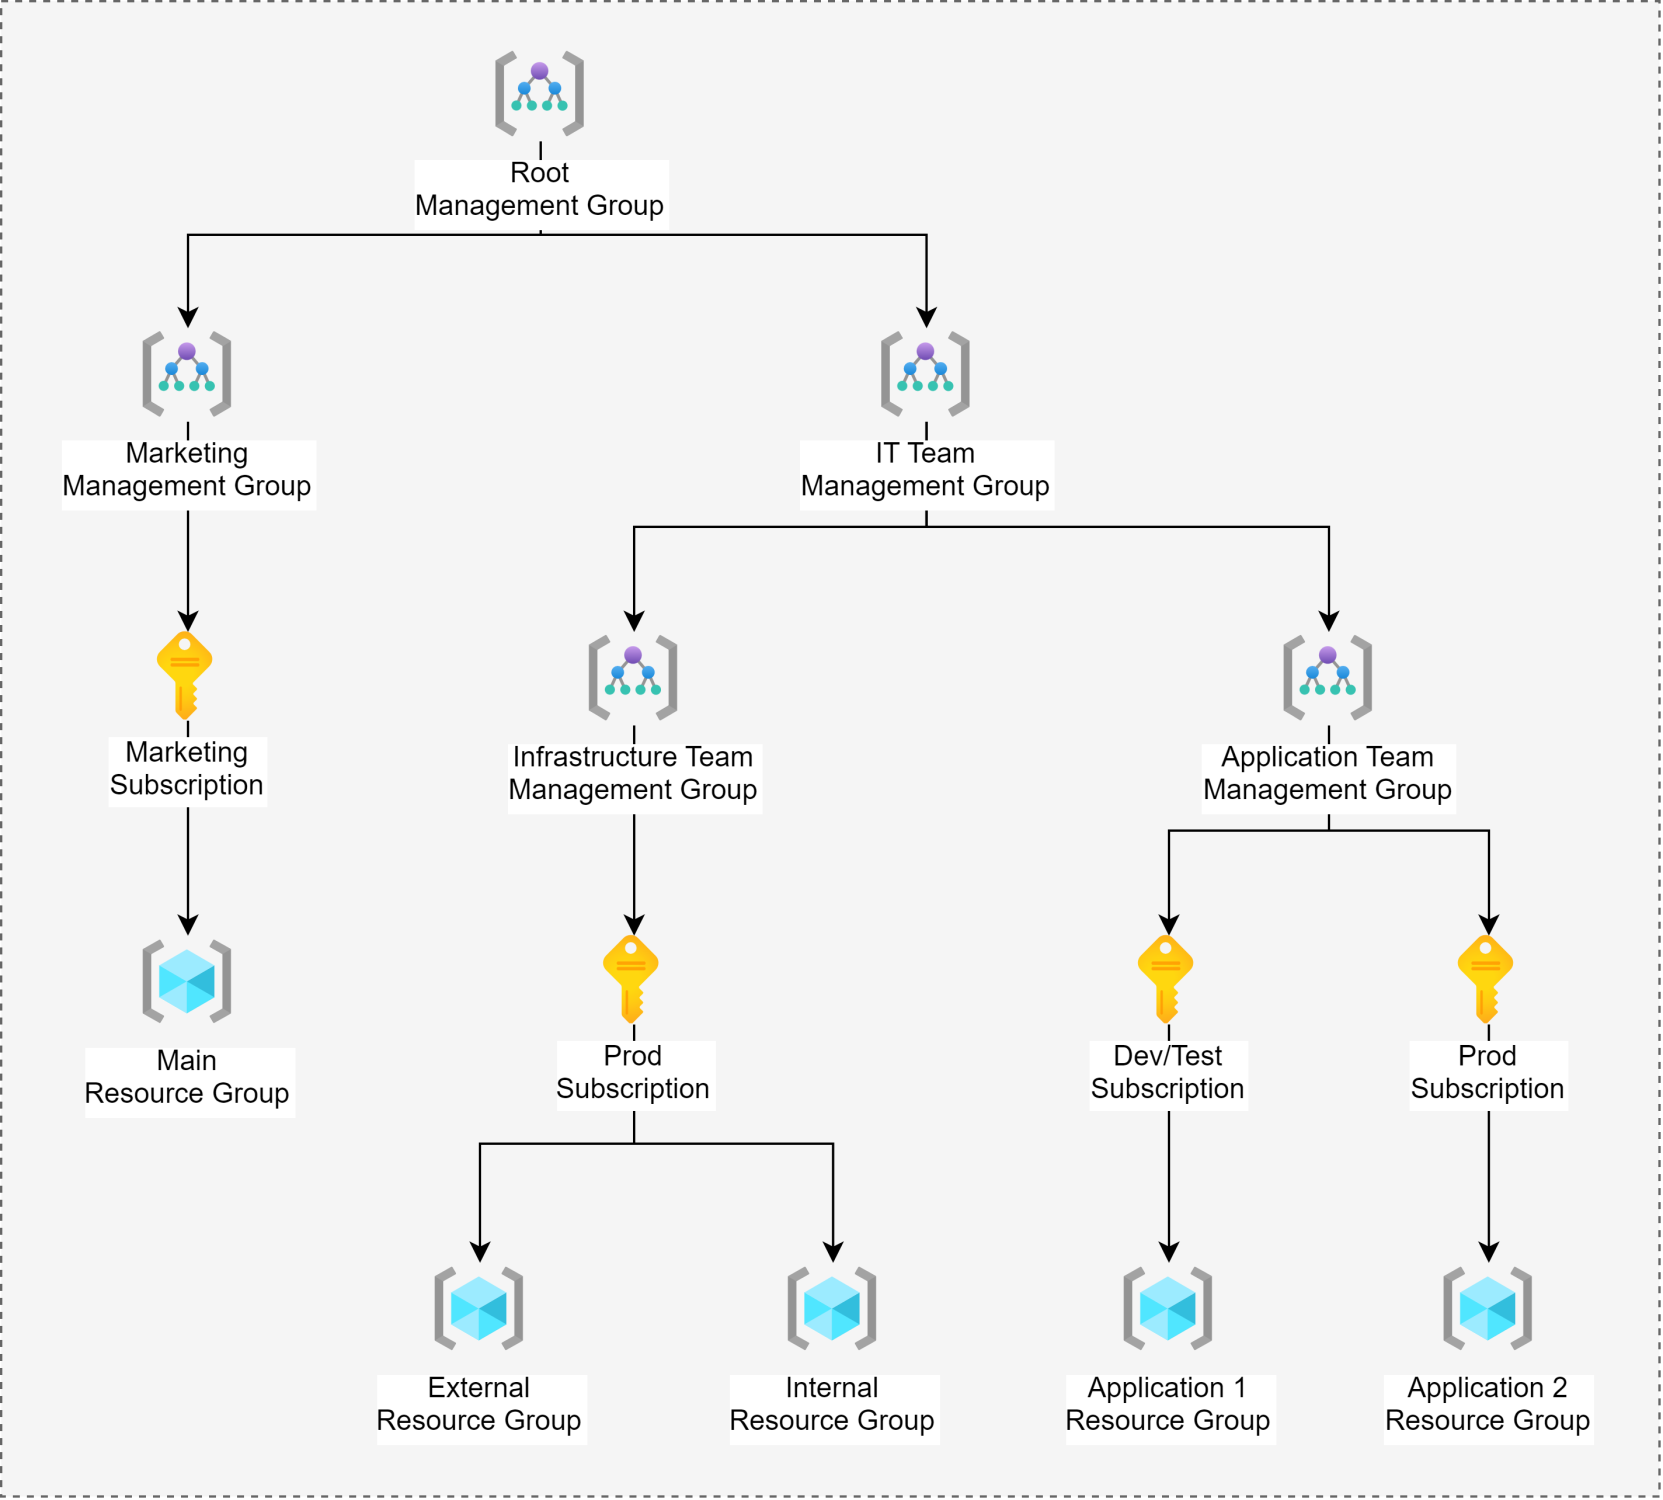 Root
Management Group
Marketing
Management Group
IT Team
Management Group
Marketing
Subscription
Infrastructure Team
Management Group
Application Team
Management Group
Main
Resource Group
Prod
Subscription
Dev/Test
Subscription
Prod
Subscription
External
Resource Group
Internal
Resource Group
Application 1
Resource Group
Application 2
Resource Group